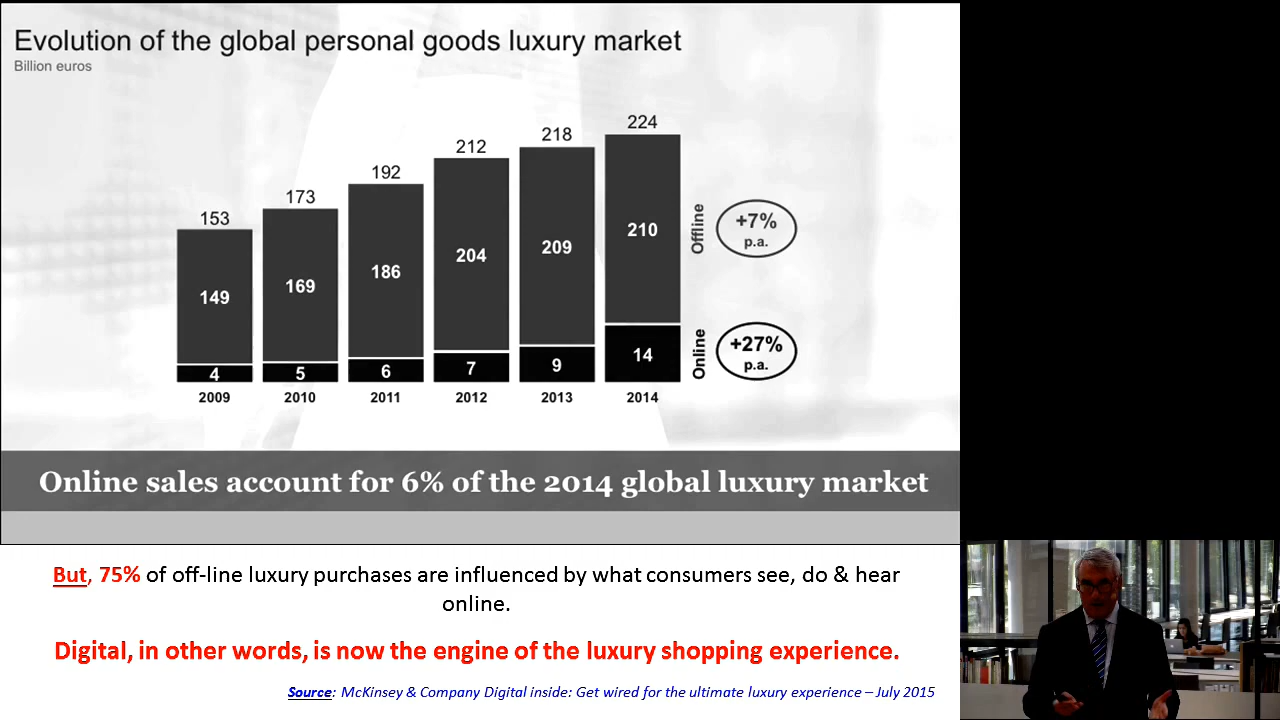 Evolution of the global personal goods luxury market
Billion euros
153 173 192 212 218 224
149 169 186 204 209 210
Offline
+7%
p.a.
4 5 6 7 9 14
Online
+27%
p.a.
2009 2010 2011 2012 2013 2014
Online sales account for 6% of the 2014 global luxury market
But, 75% of off-line luxury purchases are influenced by what consumers see, do & hear
online.
Digital, in other words, is now the engine of the luxury shopping experience.
Source: McKinsey & Company Digital inside: Get wired for the ultimate luxury experience – July 2015